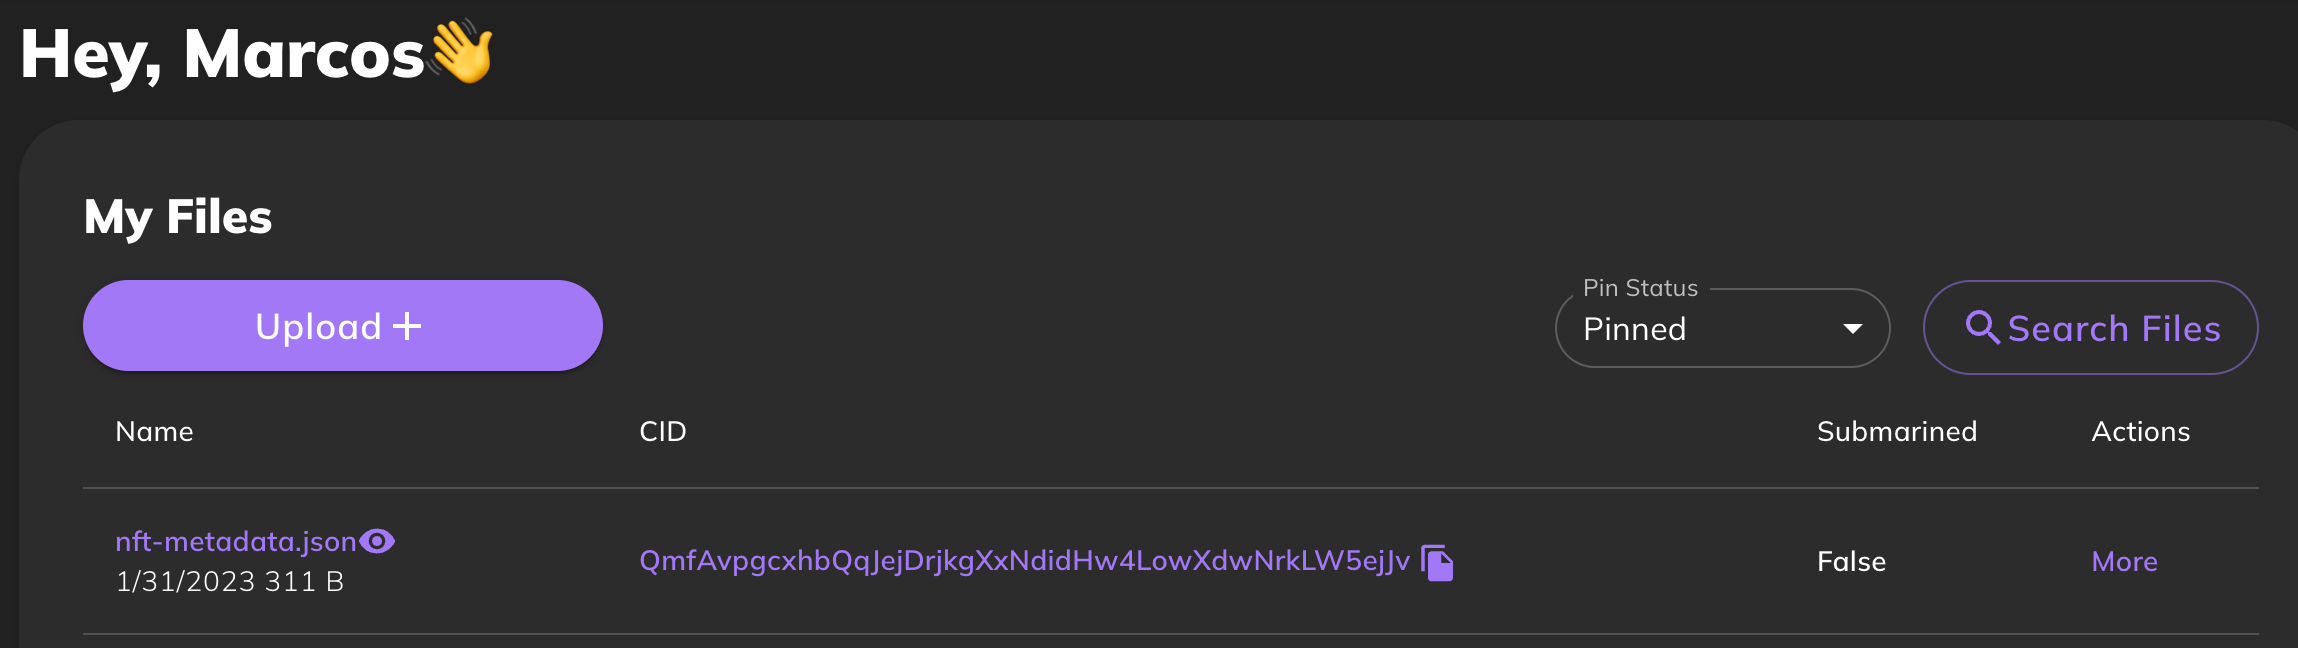 Hey, Marcos👋
My Files
Upload +
Pin Status
Pinned
Search Files
Name CID Submarined Actions
nft-metadata.json
1/31/2023 311 B
QmfAvpgcxhbQqJejDrjkgXxNdidHw4LowXdwNrkLW5ejJv
False
More